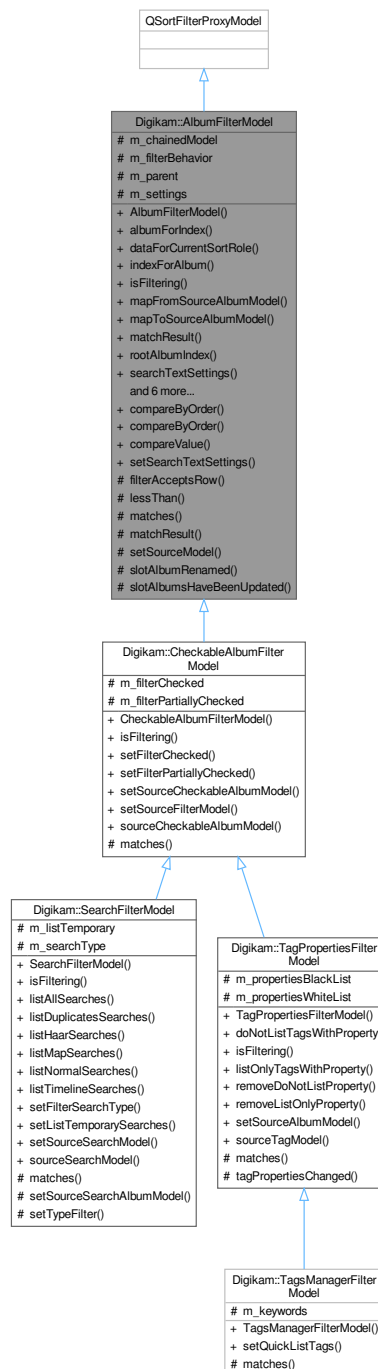 QSortFilterProxyModel
Digikam::AlbumFilterModel
# m_chainedModel
# m_filterBehavior
# m_parent
# m_settings
+ AlbumFilterModel()
+ albumForIndex()
+ dataForCurrentSortRole()
+ indexForAlbum()
+ isFiltering()
+ mapFromSourceAlbumModel()
+ mapToSourceAlbumModel()
+ matchResult()
+ rootAlbumIndex()
+ searchTextSettings()
and 6 more...
+ compareByOrder()
+ compareByOrder()
+ compareValue()
+ setSearchTextSettings()
# filterAcceptsRow()
# lessThan()
# matches()
# matchResult()
# setSourceModel()
# slotAlbumRenamed()
# slotAlbumsHaveBeenUpdated()
Digikam::CheckableAlbumFilter
Model
# m_filterChecked
# m_filterPartiallyChecked
+ CheckableAlbumFilterModel()
+ isFiltering()
+ setFilterChecked()
+ setFilterPartiallyChecked()
+ setSourceCheckableAlbumModel()
+ setSourceFilterModel()
+ sourceCheckableAlbumModel()
# matches()
Digikam::SearchFilterModel
# m_listTemporary
# m_searchType
+ SearchFilterModel()
+ isFiltering()
+ listAllSearches()
+ listDuplicatesSearches()
+ listHaarSearches()
+ listMapSearches()
+ listNormalSearches()
+ listTimelineSearches()
+ setFilterSearchType()
+ setListTemporarySearches()
+ setSourceSearchModel()
+ sourceSearchModel()
# matches()
# setSourceSearchAlbumModel()
# setTypeFilter()
Digikam::TagPropertiesFilter
Model
# m_propertiesBlackList
# m_propertiesWhiteList
+ TagPropertiesFilterModel()
+ doNotListTagsWithProperty
+ isFiltering()
+ listOnlyTagsWithProperty()
+ removeDoNotListProperty()
+ removeListOnlyProperty()
+ setSourceAlbumModel()
+ sourceTagModel()
# matches()
# tagPropertiesChanged()
Digikam::TagsManagerFilter
Model
# m_keywords
+ TagsManagerFilterModel()
+ setQuickListTags()
# matches()